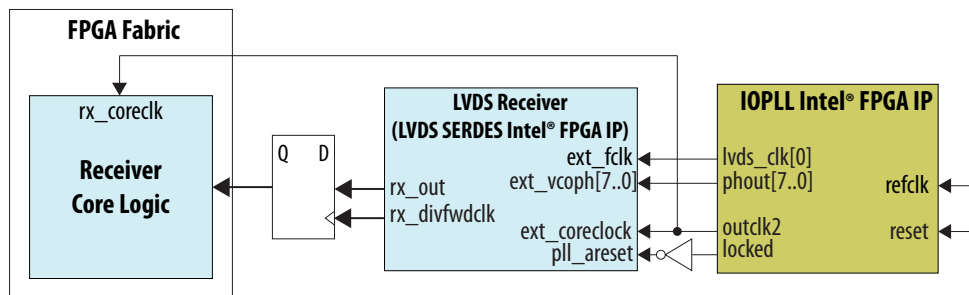 FPGA Fabric
rx_coreclk
Receiver
Core Logic
Q D
LVDS Receiver
(LVDS SERDES Intel® FPGA IP)
ext_fclk
ext_vcoph[7..0]
rx_out
rx_divfwdclk
ext_coreclock
pll_areset
IOPLL Intel® FPGA IP
lvds_clk[0]
phout[7..0]
refclk
outclk2
reset
locked